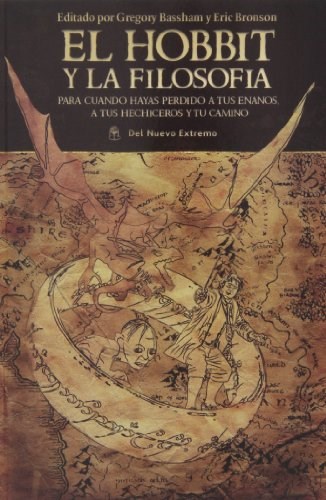 Editado por Gregory Bassham y Eric Bronson
EL HOBBIT
Y LA FILOSOFIA
PARA CUANDO HAYAS PERDIDO A TUS ENANOS,
A TUS HECHICEROS Y TU CAMINO
Del Nuevo Extremo